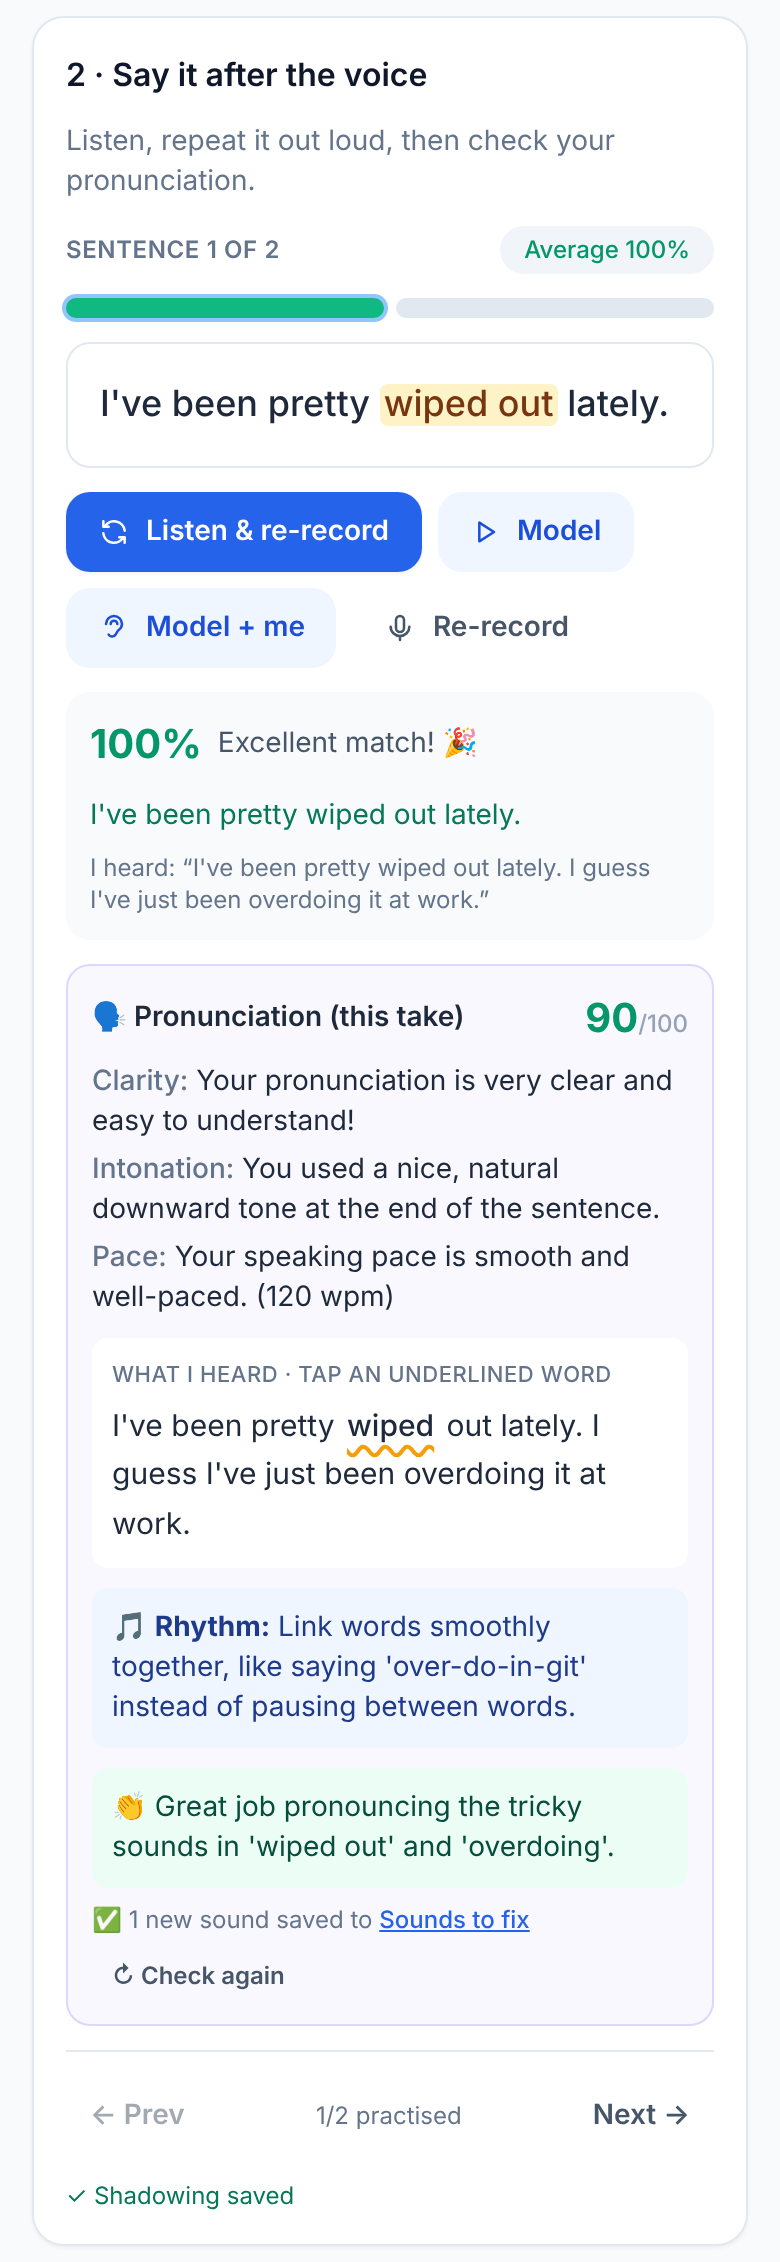 2 · Say it after the voice
Listen, repeat it out loud, then check your
pronunciation.
SENTENCE 1 OF 2
Average 100%
I've been pretty wiped out lately.
Listen & re-record
Model
Model + me
Re-record
100% Excellent match! 🎉
I've been pretty wiped out lately.
I heard: “I've been pretty wiped out lately. I guess
I've just been overdoing it at work.”
🗣️ Pronunciation (this take)
90/100
Clarity: Your pronunciation is very clear and
easy to understand!
Intonation: You used a nice, natural
downward tone at the end of the sentence.
Pace: Your speaking pace is smooth and
well-paced. (120 wpm)
WHAT I HEARD · TAP AN UNDERLINED WORD
I've been pretty wiped out lately. I
guess I've just been overdoing it at
work.
🎵 Rhythm: Link words smoothly
together, like saying 'over-do-in-git'
instead of pausing between words.
👏 Great job pronouncing the tricky
sounds in 'wiped out' and 'overdoing'.
✅ 1 new sound saved to Sounds to fix
↻ Check again
← Prev
1/2 practised
Next →
✓ Shadowing saved